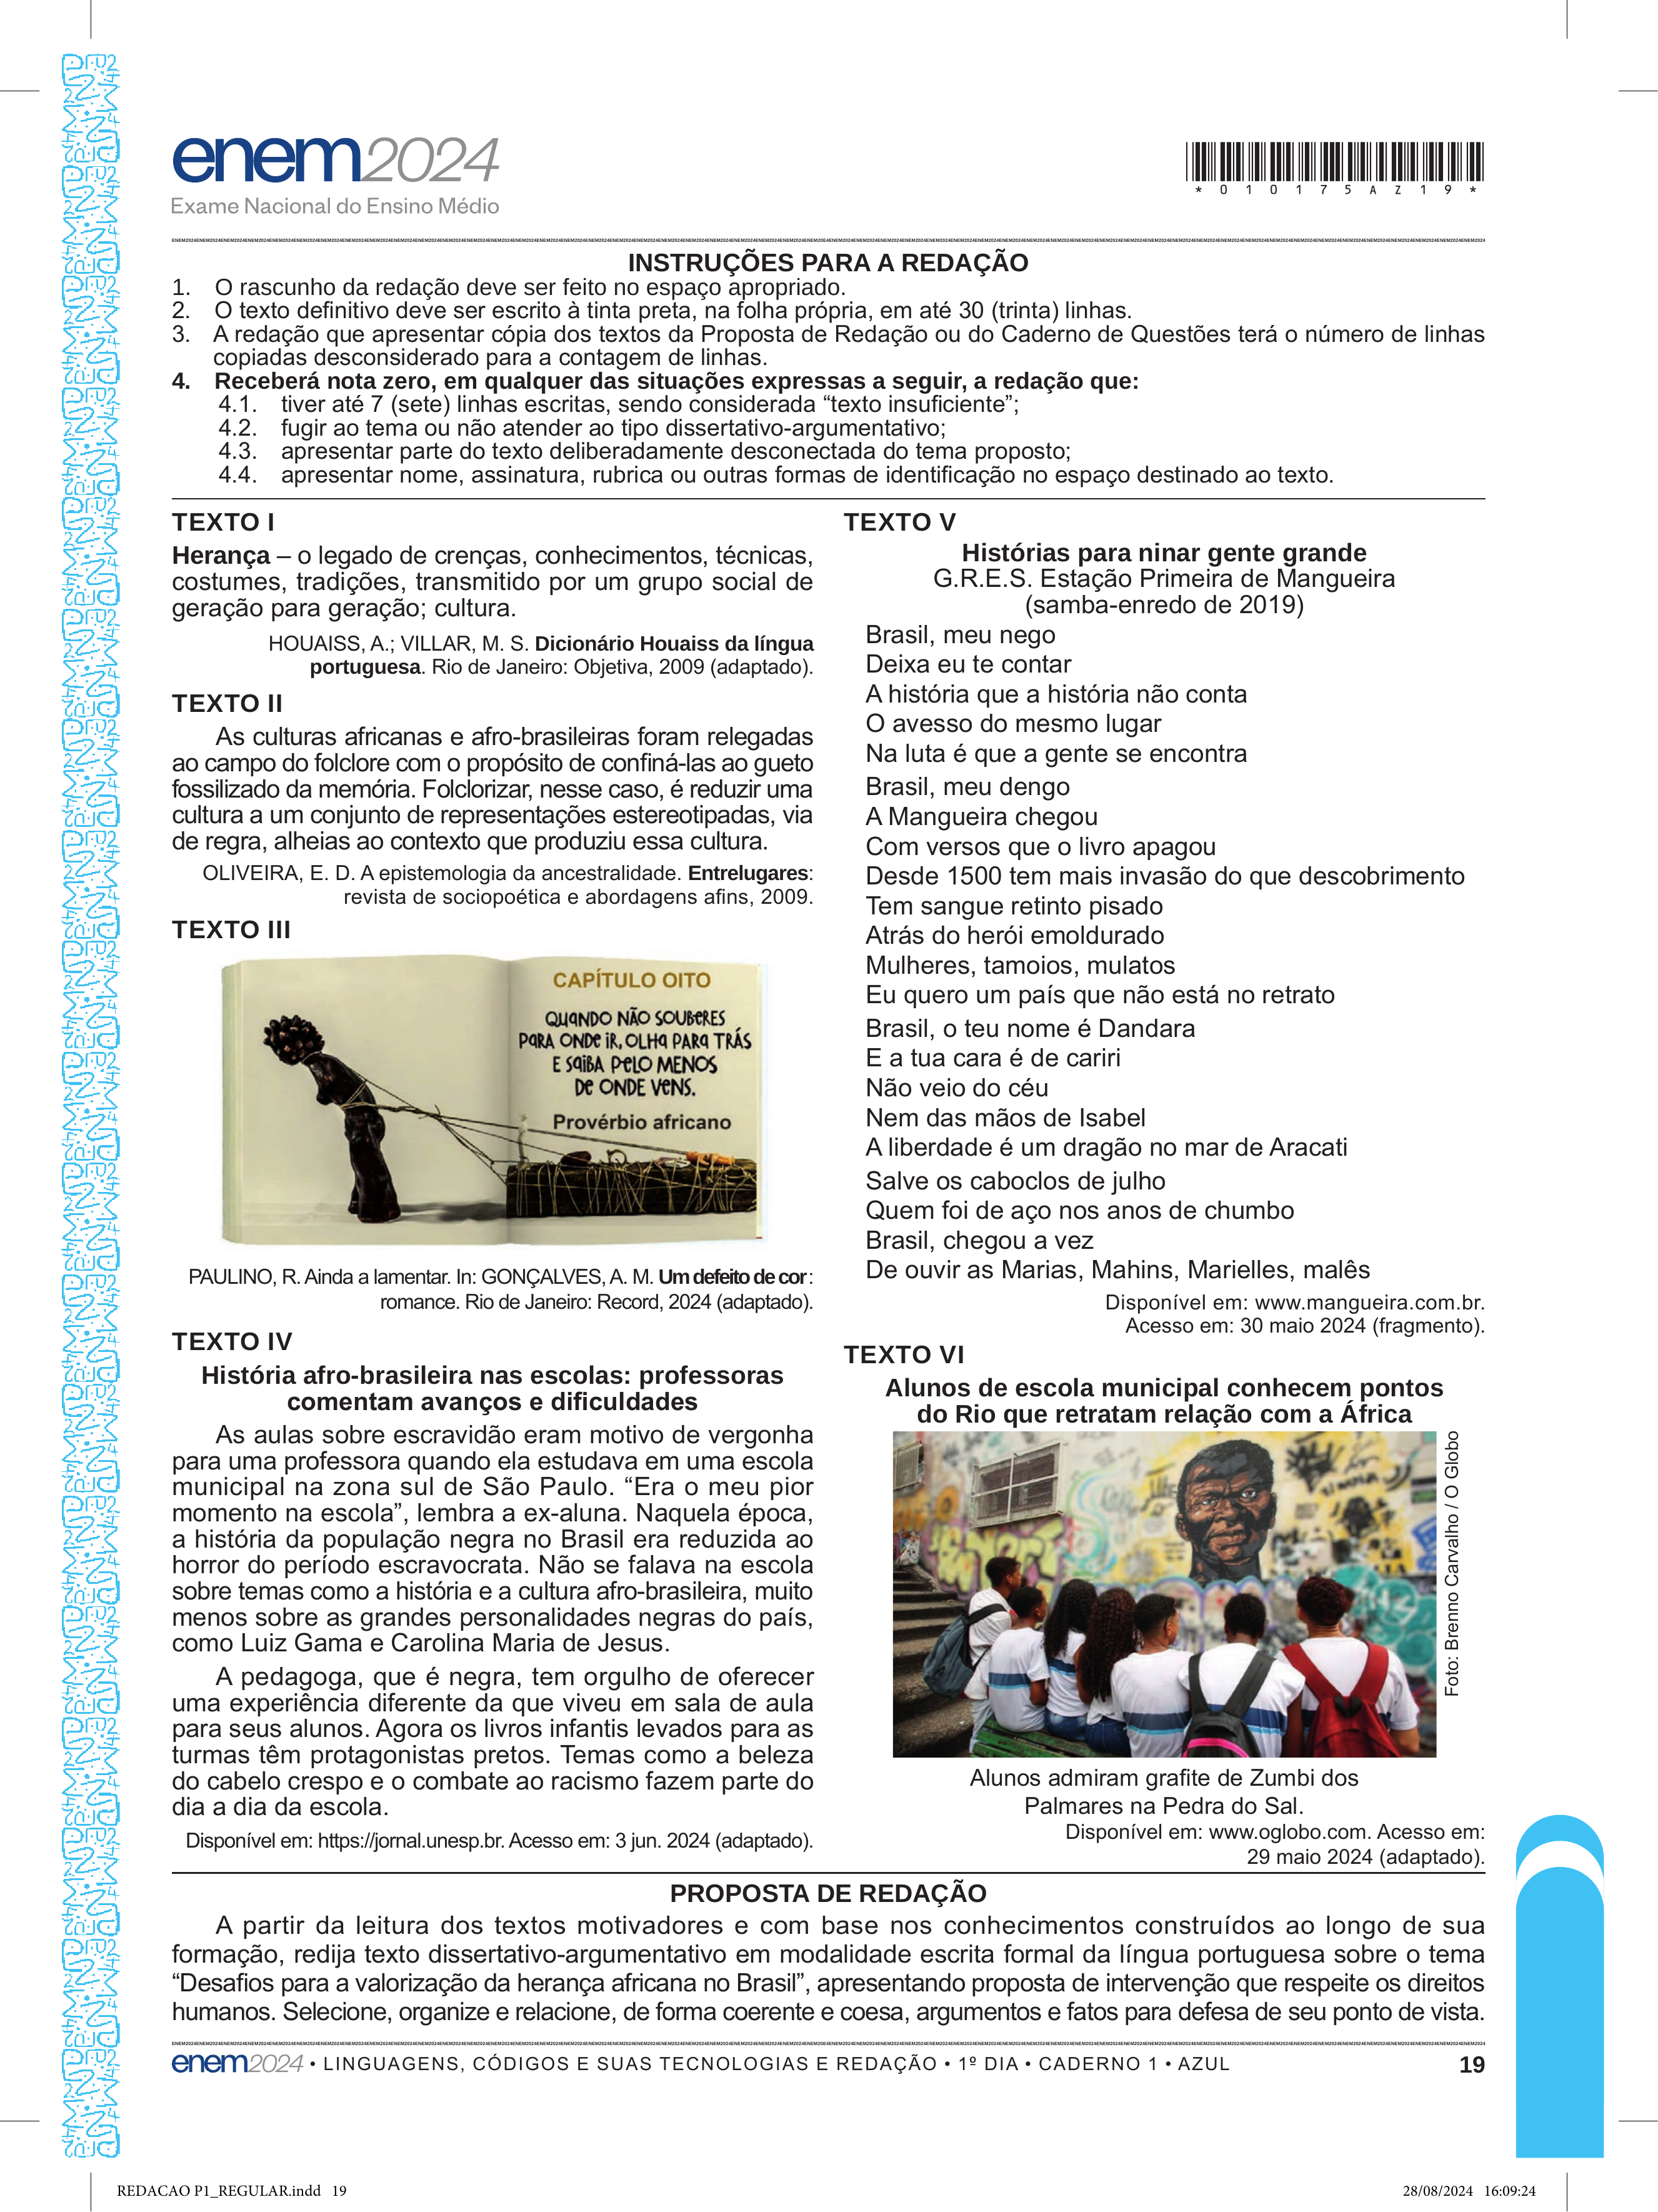 enem2024
Exame Nacional do Ensino Médio
*010175AZ19*
INSTRUÇÕES PARA A REDAÇÃO
1. O rascunho da redação deve ser feito no espaço apropriado.
2. O texto definitivo deve ser escrito à tinta preta, na folha própria, em até 30 (trinta) linhas.
3. A redação que apresentar cópia dos textos da Proposta de Redação ou do Caderno de Questões terá o número de linhas
copiadas desconsiderado para a contagem de linhas.
4. Receberá nota zero, em qualquer das situações expressas a seguir, a redação que:
4.1. tiver até 7 (sete) linhas escritas, sendo considerada “texto insuficiente”;
4.2. fugir ao tema ou não atender ao tipo dissertativo-argumentativo;
4.3. apresentar parte do texto deliberadamente desconectada do tema proposto;
4.4. apresentar nome, assinatura, rubrica ou outras formas de identificação no espaço destinado ao texto.
TEXTO I
Herança – o legado de crenças, conhecimentos, técnicas,
costumes, tradições, transmitido por um grupo social de
geração para geração; cultura.
HOUAISS, A.; VILLAR, M. S. Dicionário Houaiss da língua
portuguesa. Rio de Janeiro: Objetiva, 2009 (adaptado).
TEXTO II
As culturas africanas e afro-brasileiras foram relegadas
ao campo do folclore com o propósito de confiná-las ao gueto
fossilizado da memória. Folclorizar, nesse caso, é reduzir uma
cultura a um conjunto de representações estereotipadas, via
de regra, alheias ao contexto que produziu essa cultura.
OLIVEIRA, E. D. A epistemologia da ancestralidade. Entrelugares:
revista de sociopoética e abordagens afins, 2009.
TEXTO III
CAPÍTULO OITO
QUANDO NÃO SOUBERES
PARA ONDE IR, OLHA PARA TRÁS
E SAIBA PELO MENOS
DE ONDE VENS.
Provérbio africano
PAULINO, R. Ainda a lamentar. In: GONÇALVES, A. M. Um defeito de cor:
romance. Rio de Janeiro: Record, 2024 (adaptado).
TEXTO IV
História afro-brasileira nas escolas: professoras
comentam avanços e dificuldades
As aulas sobre escravidão eram motivo de vergonha
para uma professora quando ela estudava em uma escola
municipal na zona sul de São Paulo. “Era o meu pior
momento na escola”, lembra a ex-aluna. Naquela época,
a história da população negra no Brasil era reduzida ao
horror do período escravocrata. Não se falava na escola
sobre temas como a história e a cultura afro-brasileira, muito
menos sobre as grandes personalidades negras do país,
como Luiz Gama e Carolina Maria de Jesus.
A pedagoga, que é negra, tem orgulho de oferecer
uma experiência diferente da que viveu em sala de aula
para seus alunos. Agora os livros infantis levados para as
turmas têm protagonistas pretos. Temas como a beleza
do cabelo crespo e o combate ao racismo fazem parte do
dia a dia da escola.
Disponível em: https://jornal.unesp.br. Acesso em: 3 jun. 2024 (adaptado).
TEXTO V
Histórias para ninar gente grande
G.R.E.S. Estação Primeira de Mangueira
(samba-enredo de 2019)
Brasil, meu nego
Deixa eu te contar
A história que a história não conta
O avesso do mesmo lugar
Na luta é que a gente se encontra
Brasil, meu dengo
A Mangueira chegou
Com versos que o livro apagou
Desde 1500 tem mais invasão do que descobrimento
Tem sangue retinto pisado
Atrás do herói emoldurado
Mulheres, tamoios, mulatos
Eu quero um país que não está no retrato
Brasil, o teu nome é Dandara
E a tua cara é de cariri
Não veio do céu
Nem das mãos de Isabel
A liberdade é um dragão no mar de Aracati
Salve os caboclos de julho
Quem foi de aço nos anos de chumbo
Brasil, chegou a vez
De ouvir as Marias, Mahins, Marielles, malês
Disponível em: www.mangueira.com.br.
Acesso em: 30 maio 2024 (fragmento).
TEXTO VI
Alunos de escola municipal conhecem pontos
do Rio que retratam relação com a África
Foto: Brenno Carvalho / O Globo
Alunos admiram grafite de Zumbi dos
Palmares na Pedra do Sal.
Disponível em: www.oglobo.com. Acesso em:
29 maio 2024 (adaptado).
PROPOSTA DE REDAÇÃO
A partir da leitura dos textos motivadores e com base nos conhecimentos construídos ao longo de sua
formação, redija texto dissertativo-argumentativo em modalidade escrita formal da língua portuguesa sobre o tema
“Desafios para a valorização da herança africana no Brasil”, apresentando proposta de intervenção que respeite os direitos
humanos. Selecione, organize e relacione, de forma coerente e coesa, argumentos e fatos para defesa de seu ponto de vista.
enem2024 • LINGUAGENS, CÓDIGOS E SUAS TECNOLOGIAS E REDAÇÃO • 1º DIA • CADERNO 1 • AZUL 19
REDACAO P1_REGULAR.indd 19 28/08/2024 16:09:24